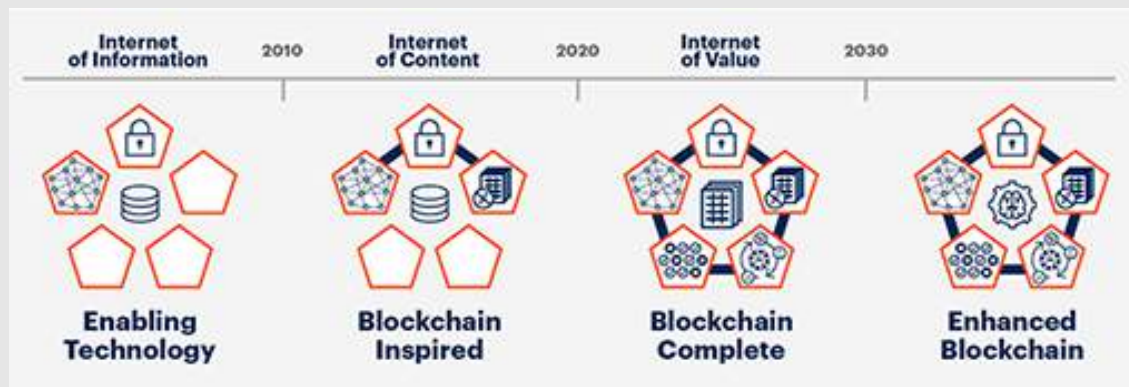 Internet
of Information
2010
Internet
of Content
2020
Internet
of Value
2030
Enabling
Technology
Blockchain
Inspired
Blockchain
Complete
Enhanced
Blockchain